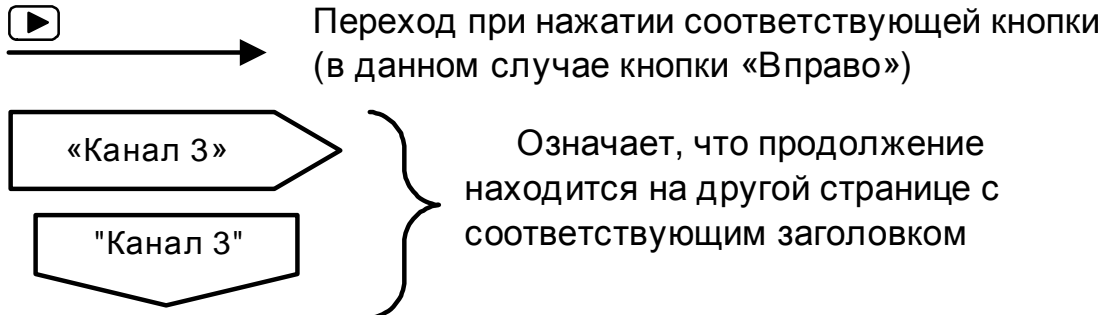 Переход при нажатии соответствующей кнопки
(в данном случае кнопки «Вправо»)
«Канал 3»
"Канал 3"
Означает, что продолжение
находится на другой странице с
соответствующим заголовком